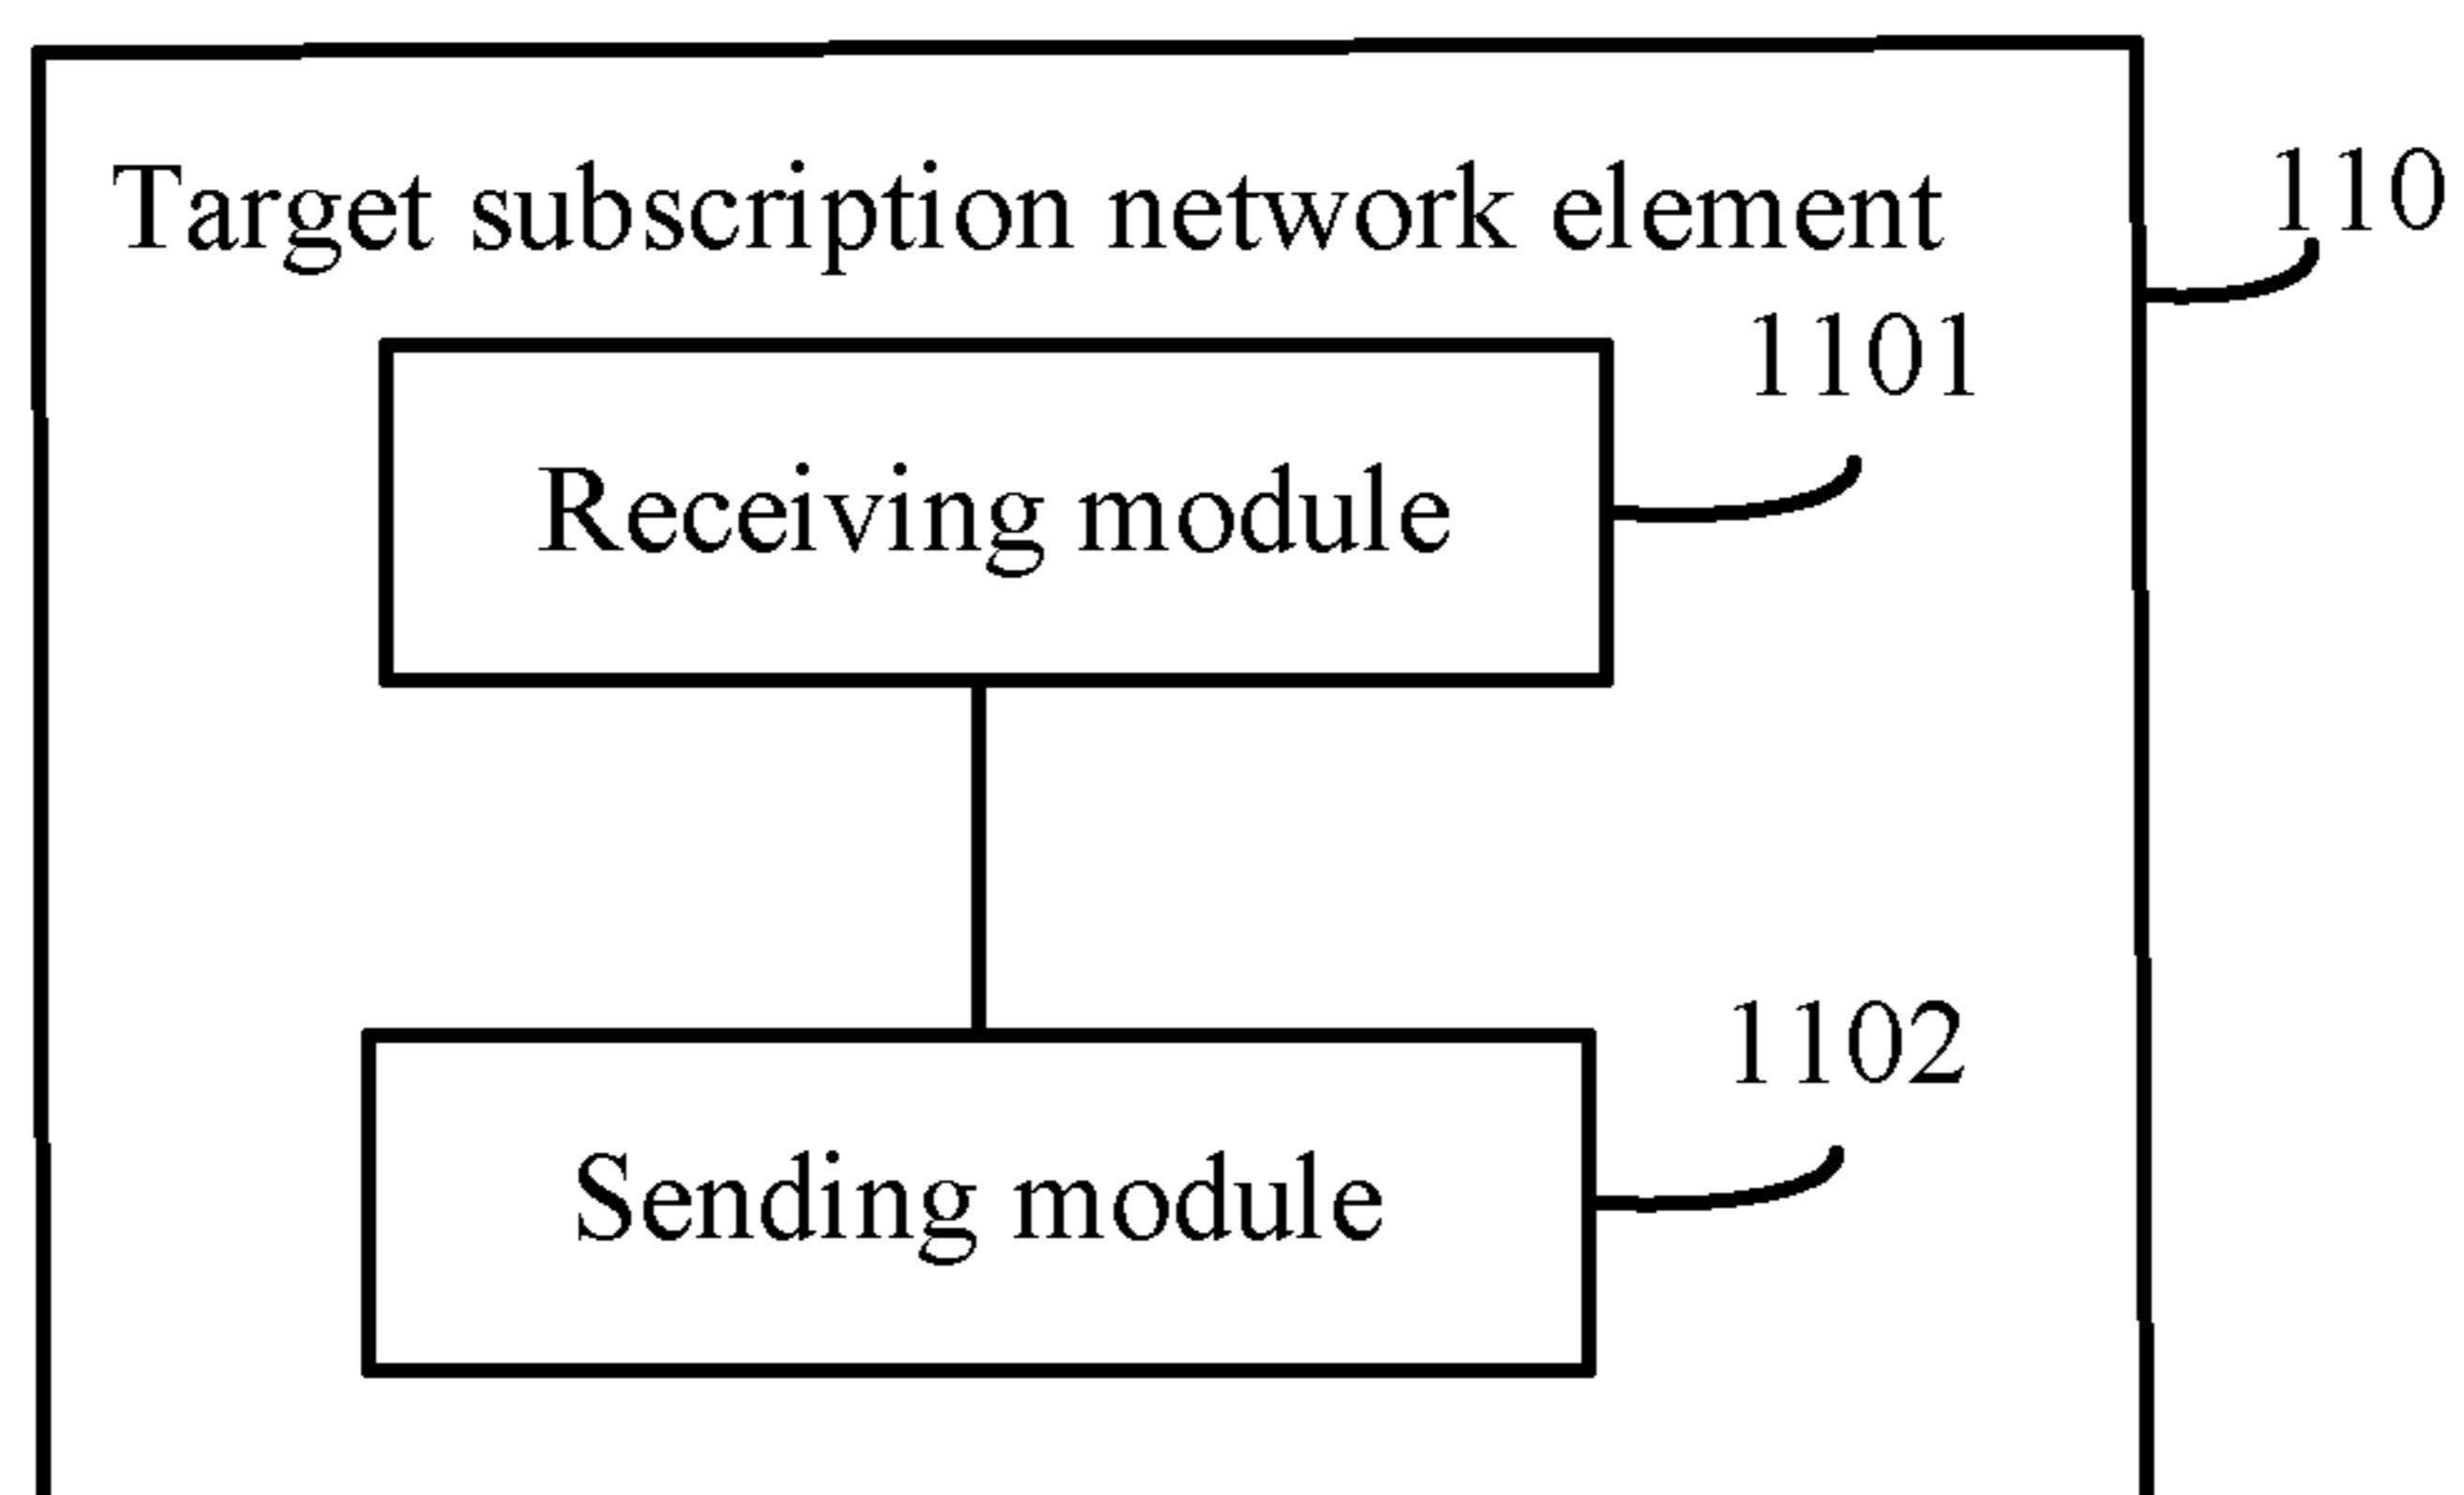 Target subscription network element
110
1101
Receiving module
1102
Sending module